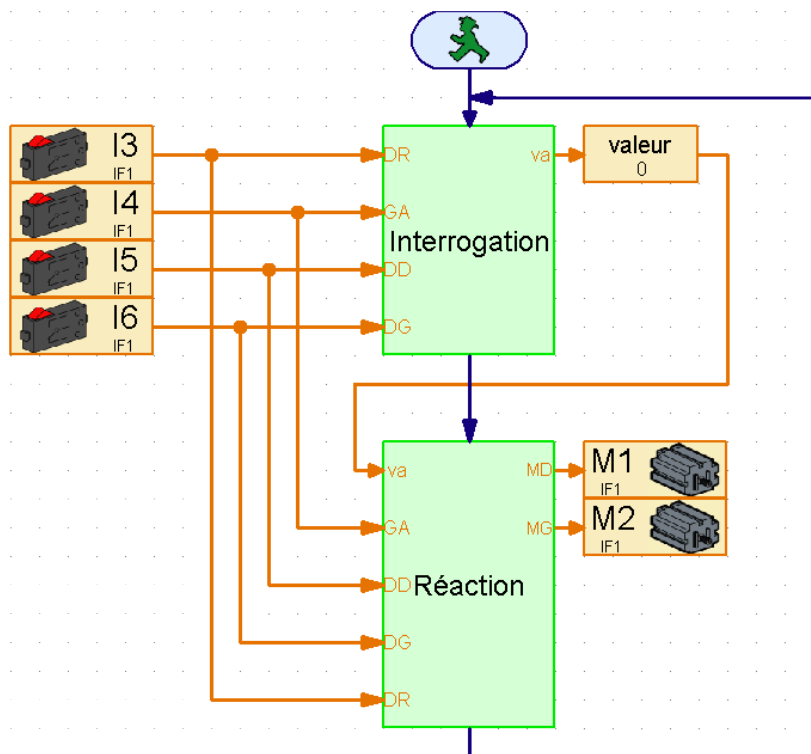 I3
IF1
I4
IF1
I5
IF1
I6
IF1
DR
GA
Interrogation
DD
DG
va
valeur
0
va
GA
DD
Réaction
DG
DR
MD
MG
M1
IF1
M2
IF1